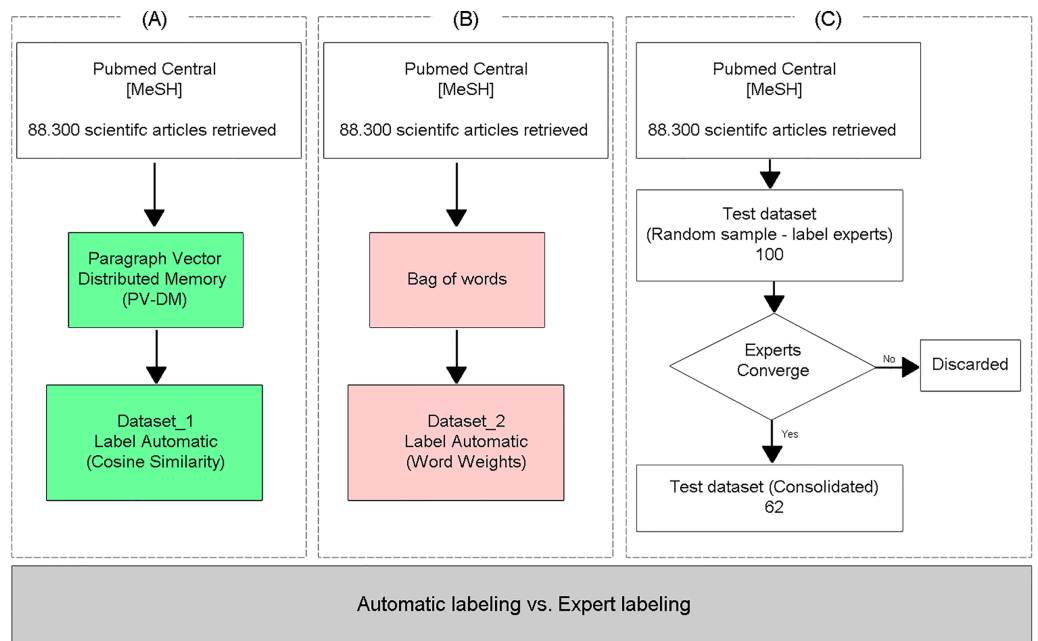 (A)
Pubmed Central
[MeSH]
88.300 scientifc articles retrieved
Paragraph Vector
Distributed Memory
(PV-DM)
Dataset_1
Label Automatic
(Cosine Similarity)
(B)
Pubmed Central
[MeSH]
88.300 scientifc articles retrieved
Bag of words
Dataset_2
Label Automatic
(Word Weights)
(C)
Pubmed Central
[MeSH]
88.300 scientifc articles retrieved
Test dataset
(Random sample - label experts)
100
Experts
Converge
No
Discarded
Yes
Test dataset (Consolidated)
62
Automatic labeling vs. Expert labeling